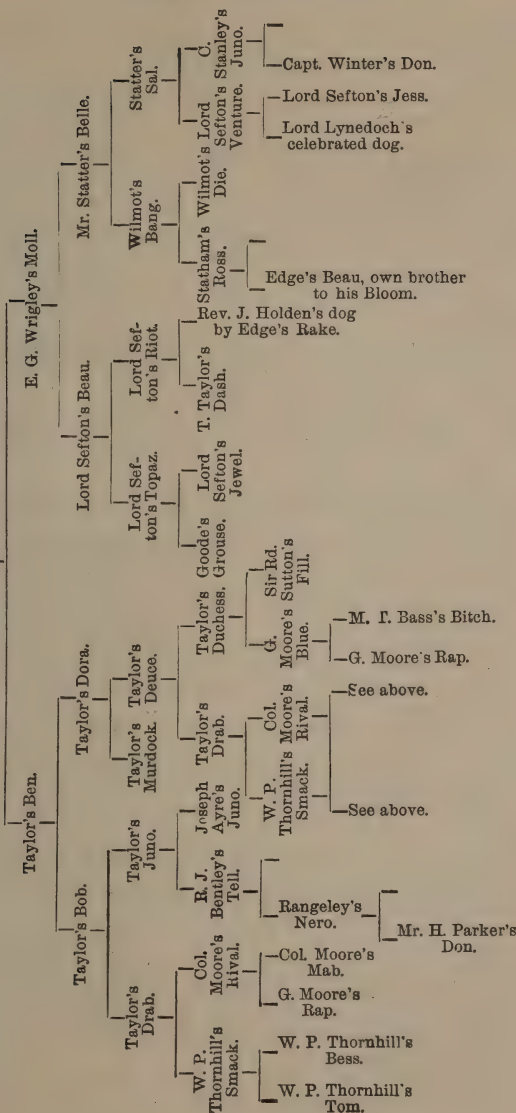 E. G. Wrigley's Moll.
Mr. Statter's Belle.
Statter's
Sal.
C.
Stanley's
Juno.
Capt. Winter's Don.
Lord
Sefton's
Venture.
Lord Sefton's Jess.
Lord Lynedoch's
celebrated dog.
Wilmot's
Bang.
Wilmot's
Die.
Statham's
Ross.
Edge's Beau, own brother
to his Bloom.
Lord Sefton's Beau.
Lord Sef-
ton's Riot.
Rev. J. Holden's dog
by Edge's Rake.
T. Taylor's
Dash.
Lord Sef-
ton's Topaz.
Lord
Sefton's
Jewel.
Goode's
Grouse.
Taylor's Ben.
Taylor's Dora.
Taylor's
Deuce.
Taylor's
Duchess.
Sir Rd.
Sutton's
Fill.
G.
Moore's
Blue.
M. T. Bass's Bitch.
G. Moore's Rap.
Taylor's
Drab.
Col.
Moore's
Rival.
See above.
W. P.
Thornhill's
Smack.
See above.
Taylor's
Murdock.
Taylor's Bob.
Taylor's
Juno.
Joseph
Ayre's
Juno.
R. J.
Bentley's
Tell.
Rangeley's
Nero.
Mr. H. Parker's
Don.
Taylor's
Drab.
Col.
Moore's
Rival.
Col. Moore's
Mab.
G. Moore's
Rap.
W. P.
Thornhill's
Smack.
W. P. Thornhill's
Bess.
W. P. Thornhill's
Tom.